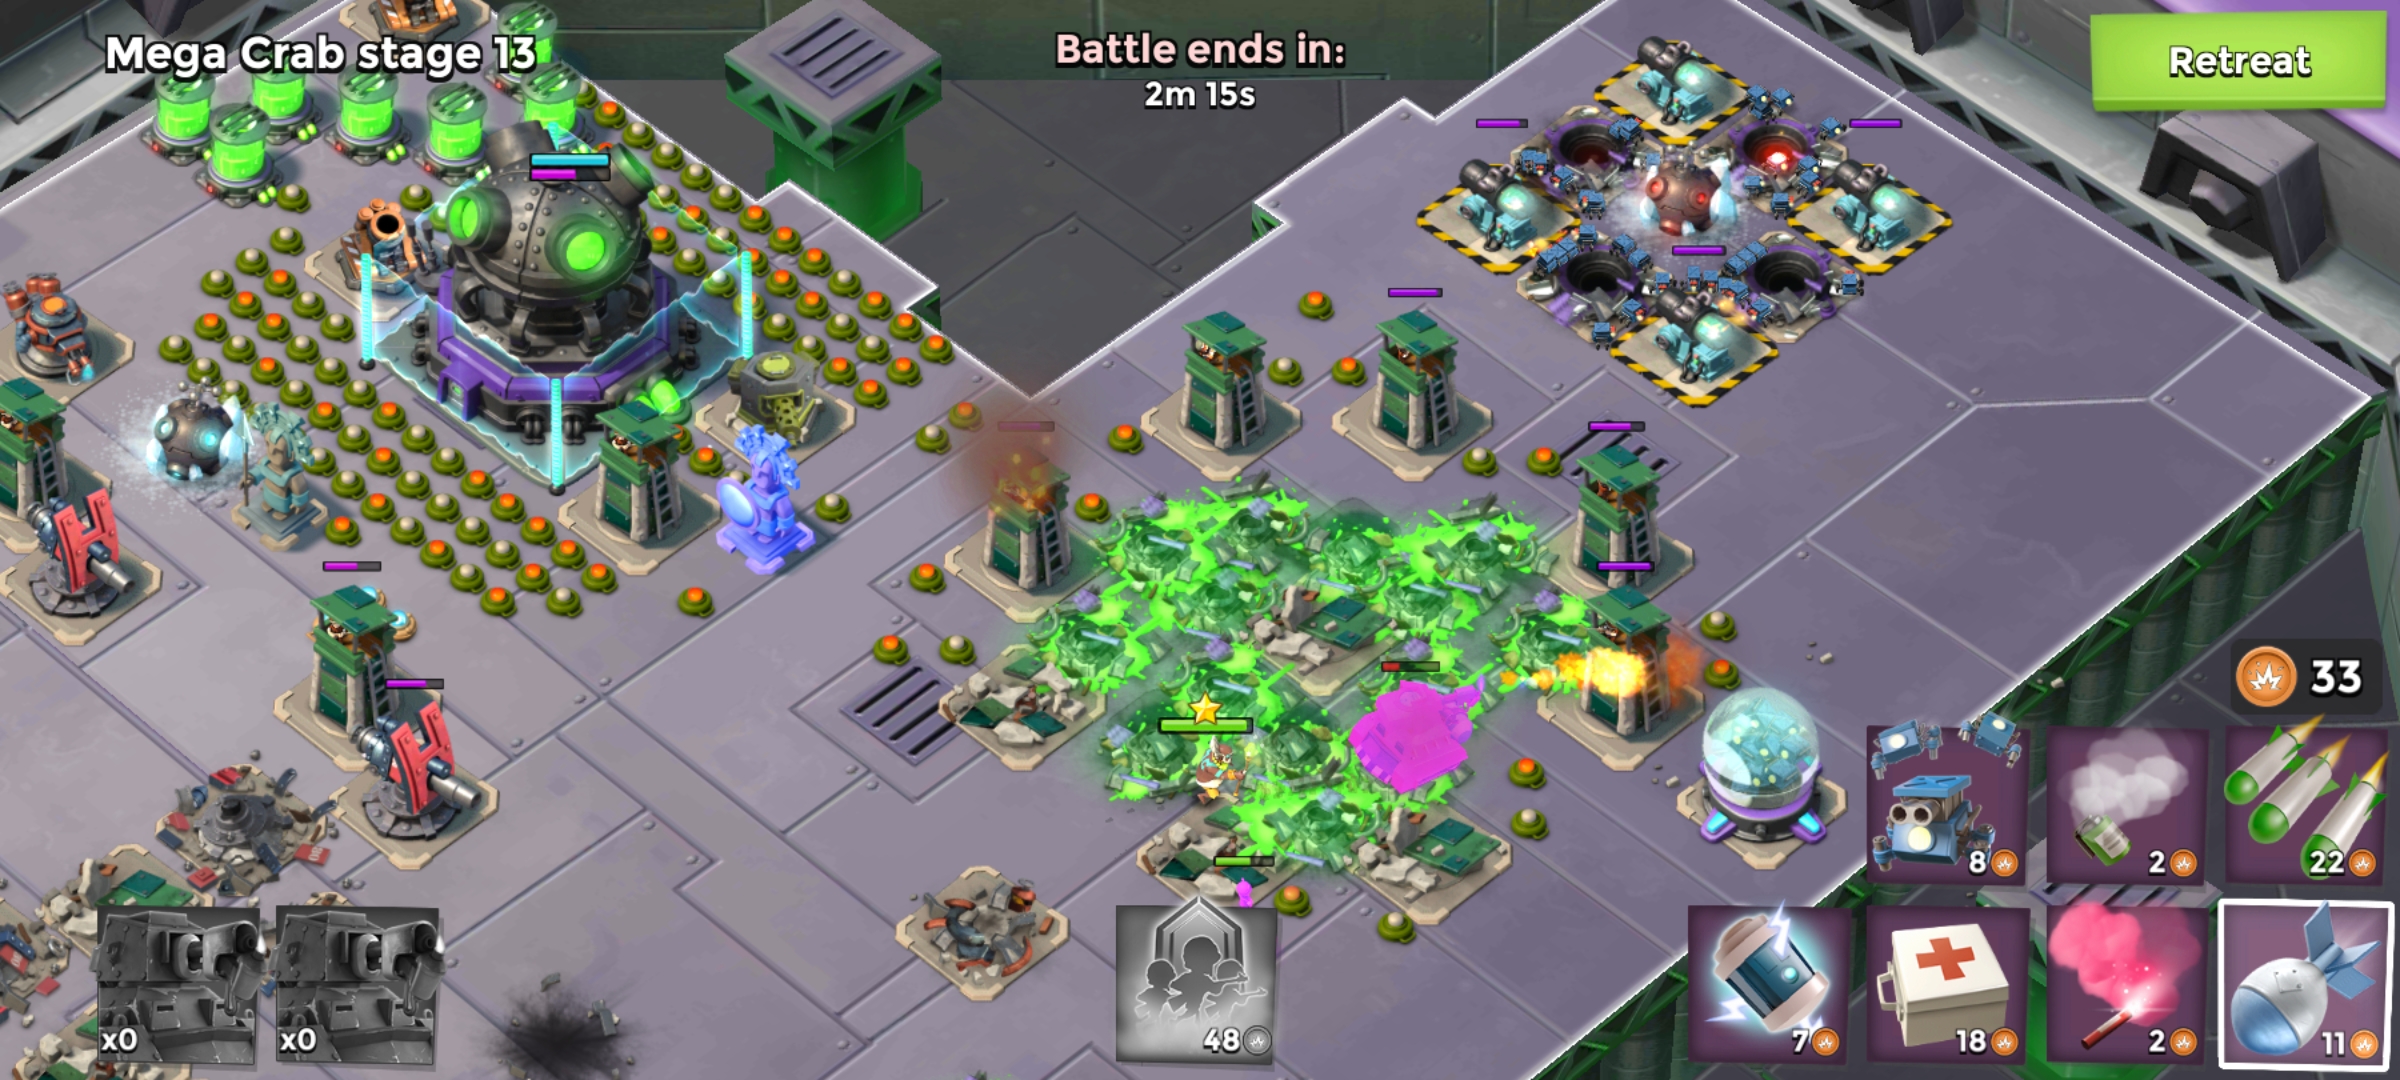 Mega Crab stage 13
Battle ends in:
2m 15s
Retreat
33
8
2
22
x0
x0
48
7
18
2
11